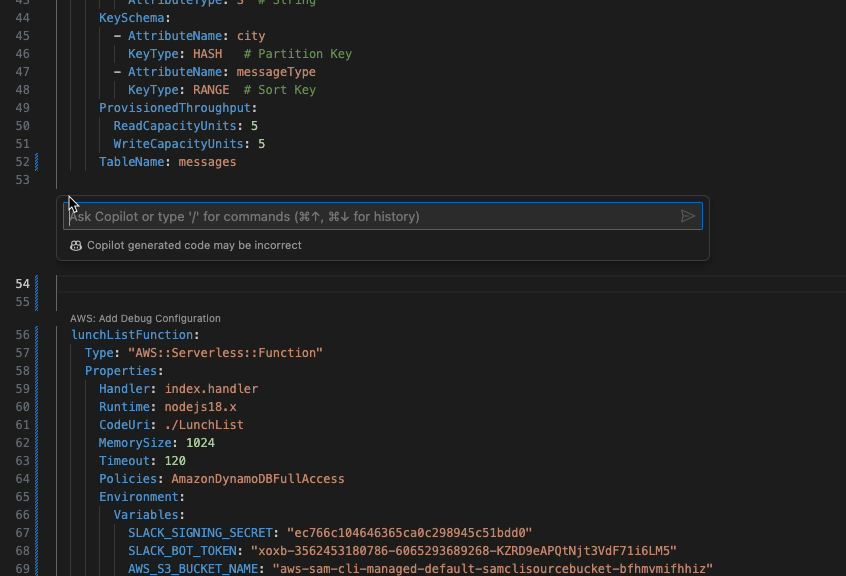 43 AttributeType: S # String
44 KeySchema:
45 - AttributeName: city
46 KeyType: HASH # Partition Key
47 - AttributeName: messageType
48 KeyType: RANGE # Sort Key
49 ProvisionedThroughput:
50 ReadCapacityUnits: 5
51 WriteCapacityUnits: 5
52 TableName: messages
53
Ask Copilot or type '/' for commands (⌘↑, ⌘↓ for history)
Copilot generated code may be incorrect
54
55
AWS: Add Debug Configuration
56 lunchListFunction:
57 Type: "AWS::Serverless::Function"
58 Properties:
59 Handler: index.handler
60 Runtime: nodejs18.x
61 CodeUri: ./LunchList
62 MemorySize: 1024
63 Timeout: 120
64 Policies: AmazonDynamoDBFullAccess
65 Environment:
66 Variables:
67 SLACK_SIGNING_SECRET: "ec766c104646365ca0c298945c51bdd0"
68 SLACK_BOT_TOKEN: "xoxb-3562453180786-6065293689268-KZRD9eAPQtNjt3VdF71i6LM5"
69 AWS_S3_BUCKET_NAME: "aws-sam-cli-managed-default-samclisourcebucket-bfhmvmifhhiz"